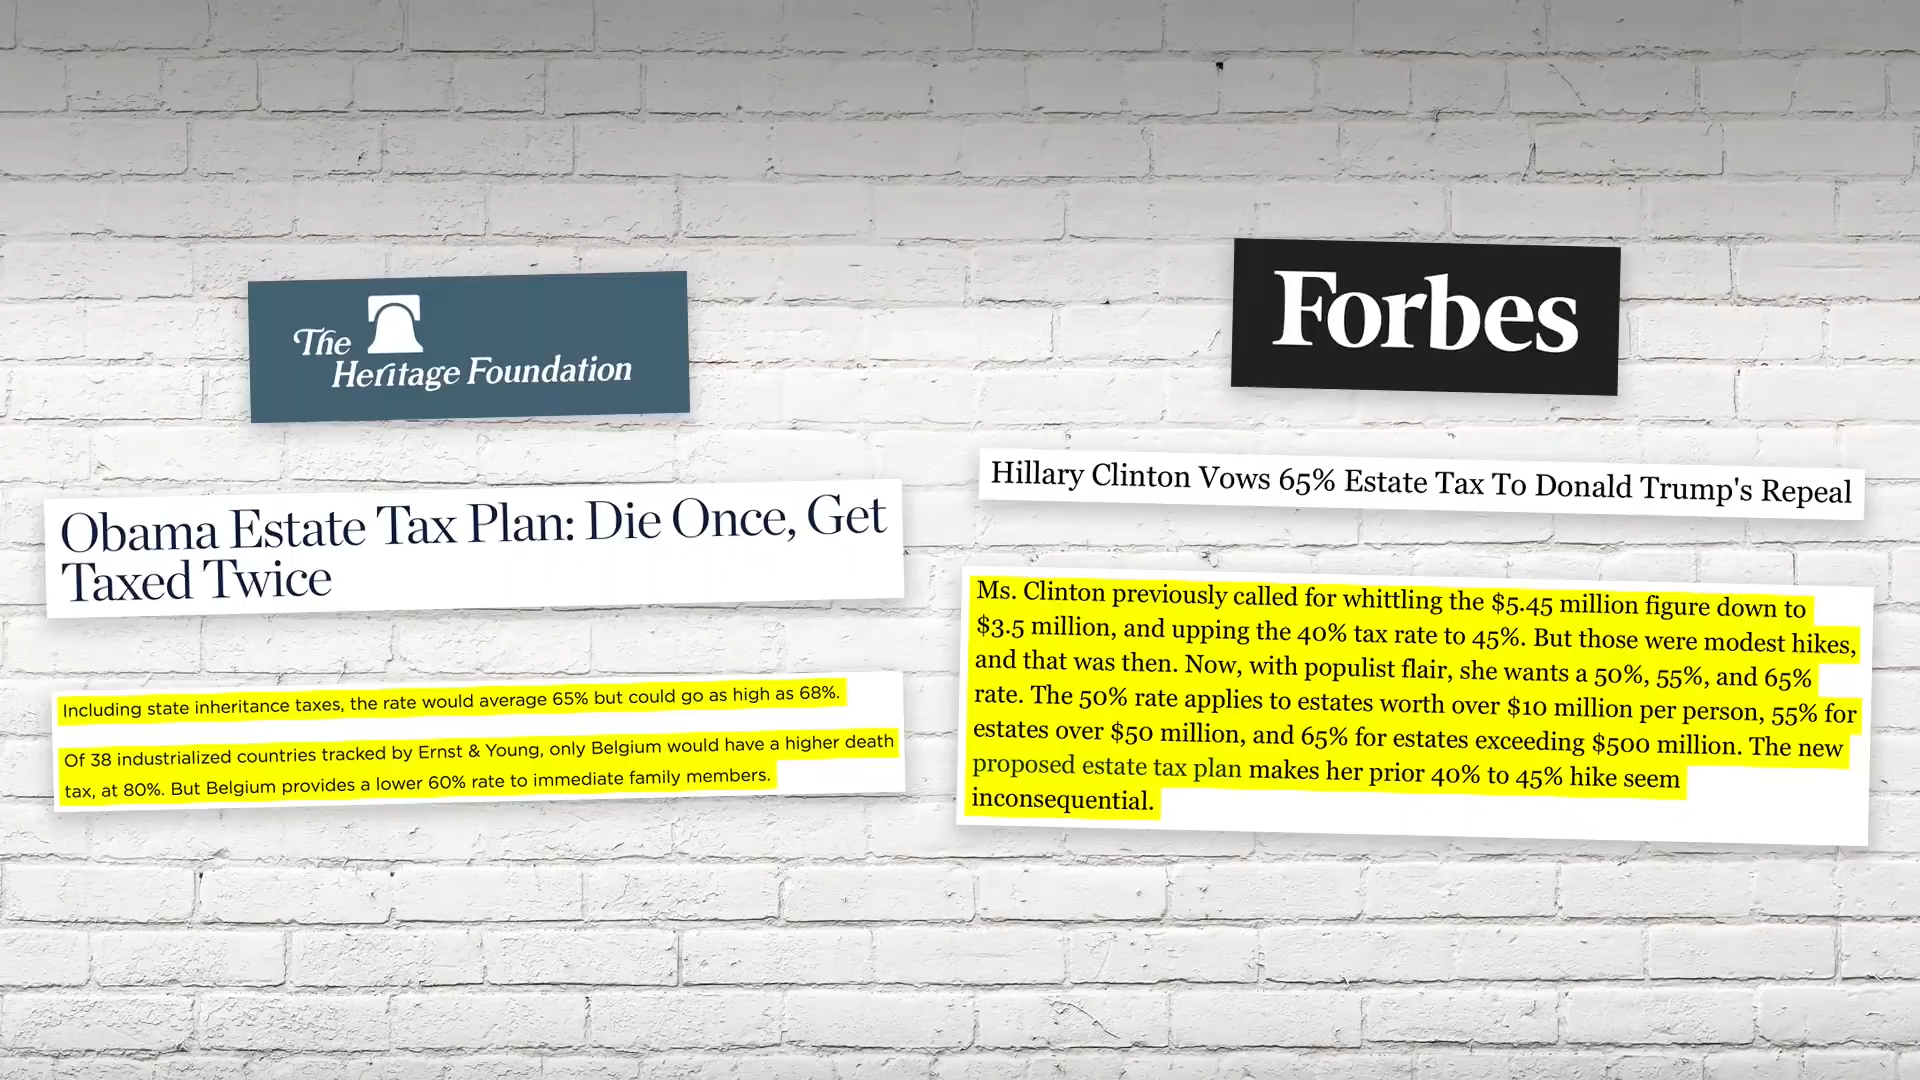 The
Heritage Foundation
Obama Estate Tax Plan: Die Once, Get
Taxed Twice
Including state inheritance taxes, the rate would average 65% but could go as high as 68%.
Of 38 industrialized countries tracked by Ernst & Young, only Belgium would have a higher death
tax, at 80%. But Belgium provides a lower 60% rate to immediate family members.
Forbes
Hillary Clinton Vows 65% Estate Tax To Donald Trump's Repeal
Ms. Clinton previously called for whittling the $5.45 million figure down to
$3.5 million, and upping the 40% tax rate to 45%. But those were modest hikes,
and that was then. Now, with populist flair, she wants a 50%, 55%, and 65%
rate. The 50% rate applies to estates worth over $10 million per person, 55% for
estates over $50 million, and 65% for estates exceeding $500 million. The new
proposed estate tax plan makes her prior 40% to 45% hike seem
inconsequential.